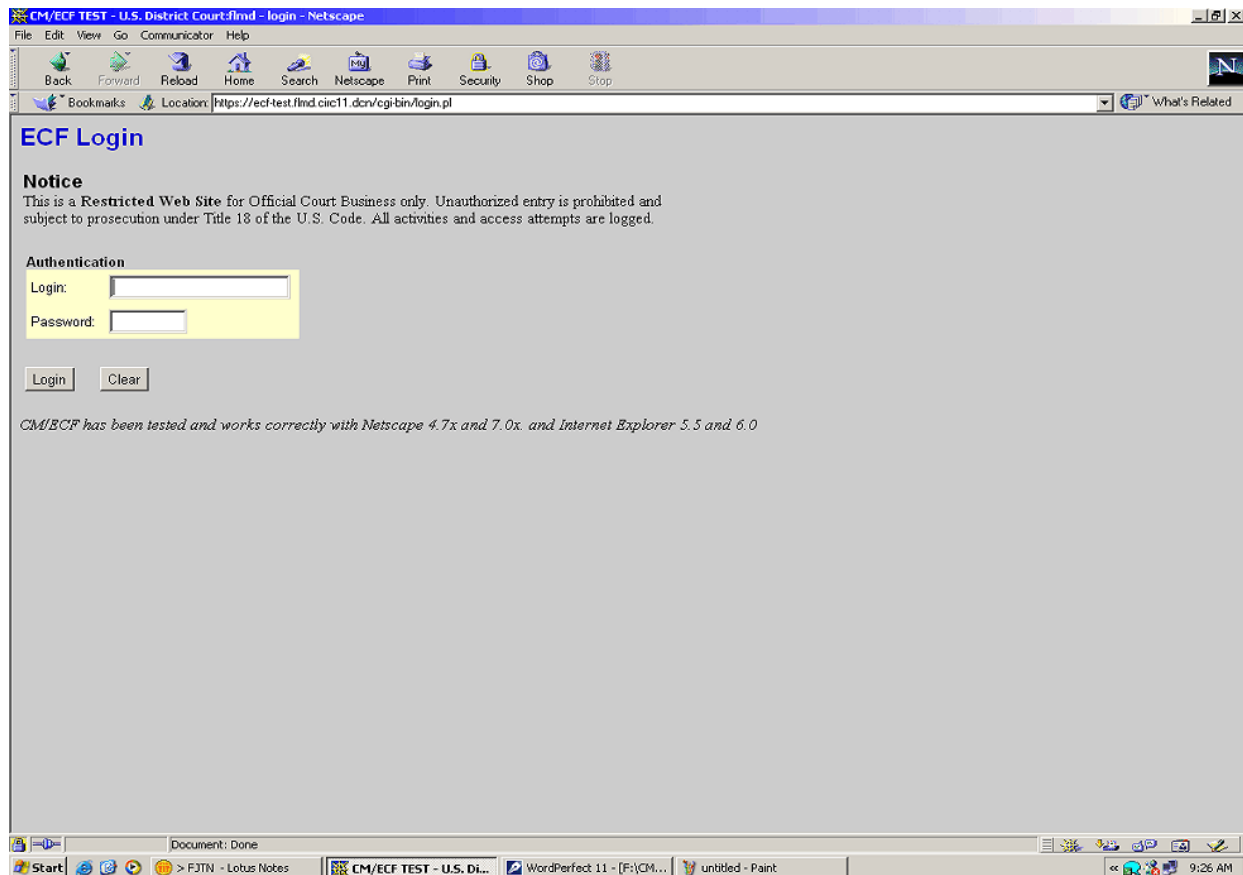 CM/ECF TEST - U.S. District Court:flmd - login - Netscape
File Edit View Go Communicator Help
My
Back Forward Reload Home Search Netscape Print Security Shop Stop
N
Bookmarks Location: https://ecf-test.flmd.circ11.dcn/cgi-bin/login.pl What's Related
ECF Login
Notice
This is a Restricted Web Site for Official Court Business only. Unauthorized entry is prohibited and
subject to prosecution under Title 18 of the U.S. Code. All activities and access attempts are logged.
Authentication
Login:
Password:
Login Clear
CM/ECF has been tested and works correctly with Netscape 4.7x and 7.0x. and Internet Explorer 5.5 and 6.0
Document: Done
Start > FJTN - Lotus Notes CM/ECF TEST - U.S. Di... WordPerfect 11 - [F:\CM... untitled - Paint « 9:26 AM